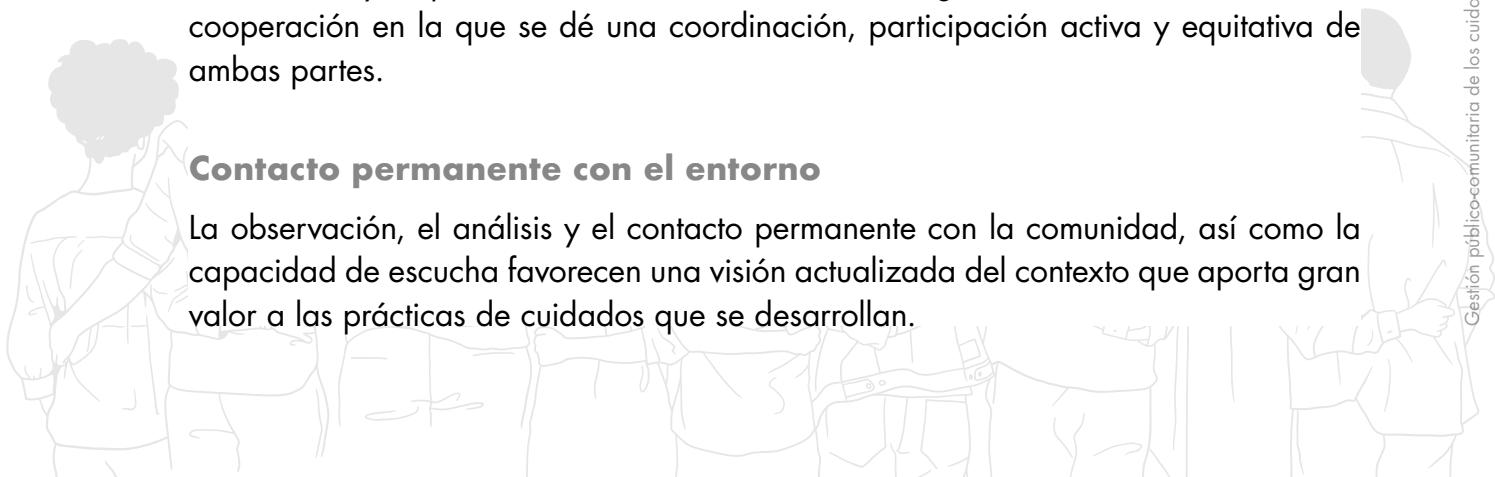 cooperación en la que se dé una coordinación, participación activa y equitativa de
ambas partes.
Contacto permanente con el entorno
La observación, el análisis y el contacto permanente con la comunidad, así como la
capacidad de escucha favorecen una visión actualizada del contexto que aporta gran
valor a las prácticas de cuidados que se desarrollan.
Gestión público-comunitaria de los